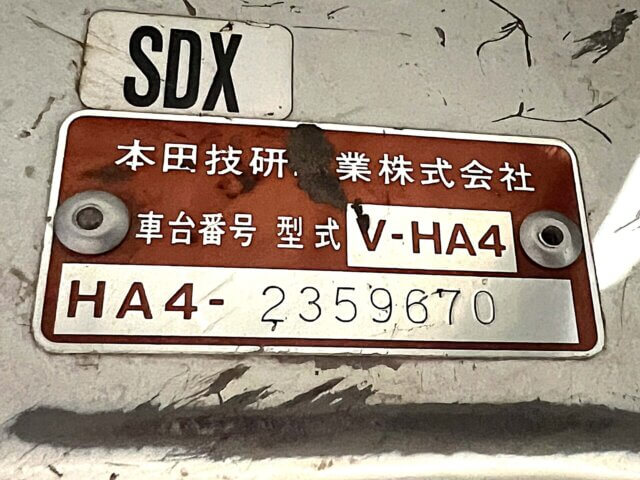 SDX
本田技研 業株式会社
車台番号 型式 V-HA4
HA4- 2359670